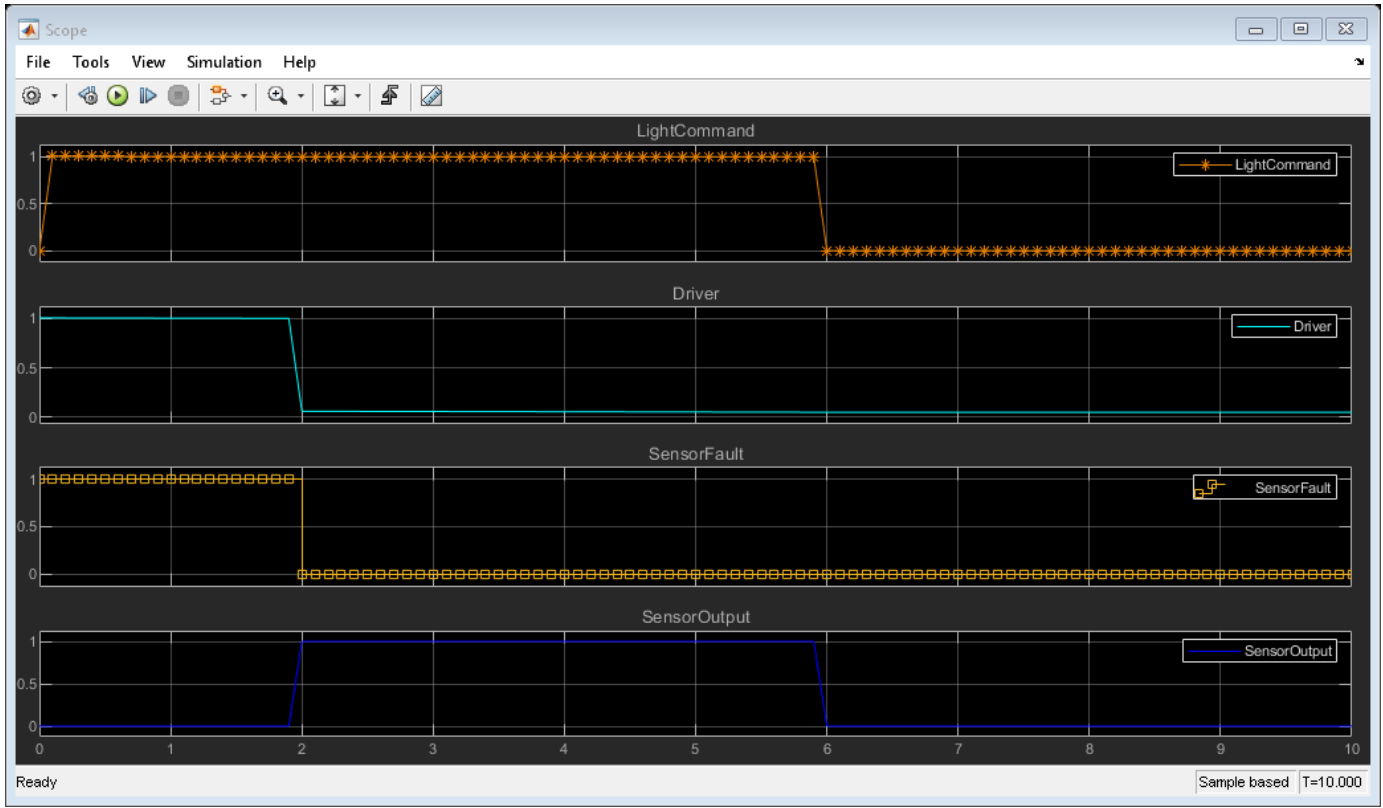 Scope
File Tools View Simulation Help
LightCommand
1
0.5
0
LightCommand
Driver
1
0.5
0
Driver
SensorFault
1
0.5
0
SensorFault
SensorOutput
1
0.5
0
SensorOutput
0 1 2 3 4 5 6 7 8 9 10
Ready Sample based T=10.000